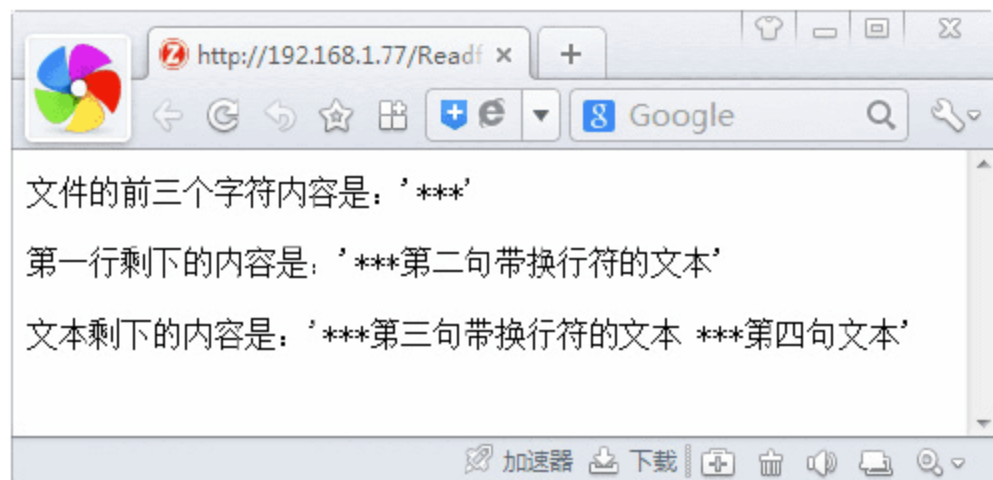 http://192.168.1.77/Readf
Google
文件的前三个字符内容是：'***'
第一行剩下的内容是：'***第二句带换行符的文本'
文本剩下的内容是：'***第三句带换行符的文本 ***第四句文本'
加速器 下载